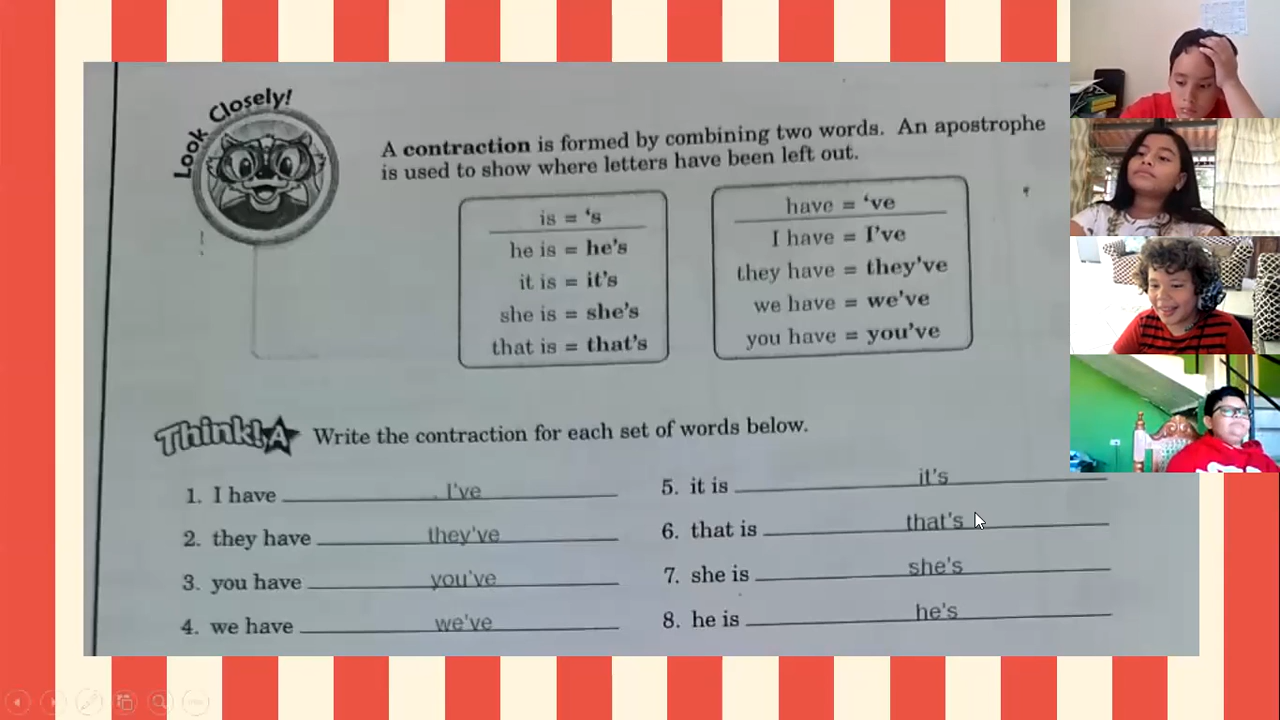 Look Closely!
A contraction is formed by combining two words. An apostrophe
is used to show where letters have been left out.
is = ‘s
he is = he’s
it is = it’s
she is = she’s
that is = that’s
have = ‘ve
I have = I’ve
they have = they’ve
we have = we’ve
you have = you’ve
Think! A Write the contraction for each set of words below.
1. I have I've
2. they have they've
3. you have you've
4. we have we've
5. it is it's
6. that is that's
7. she is she's
8. he is he's